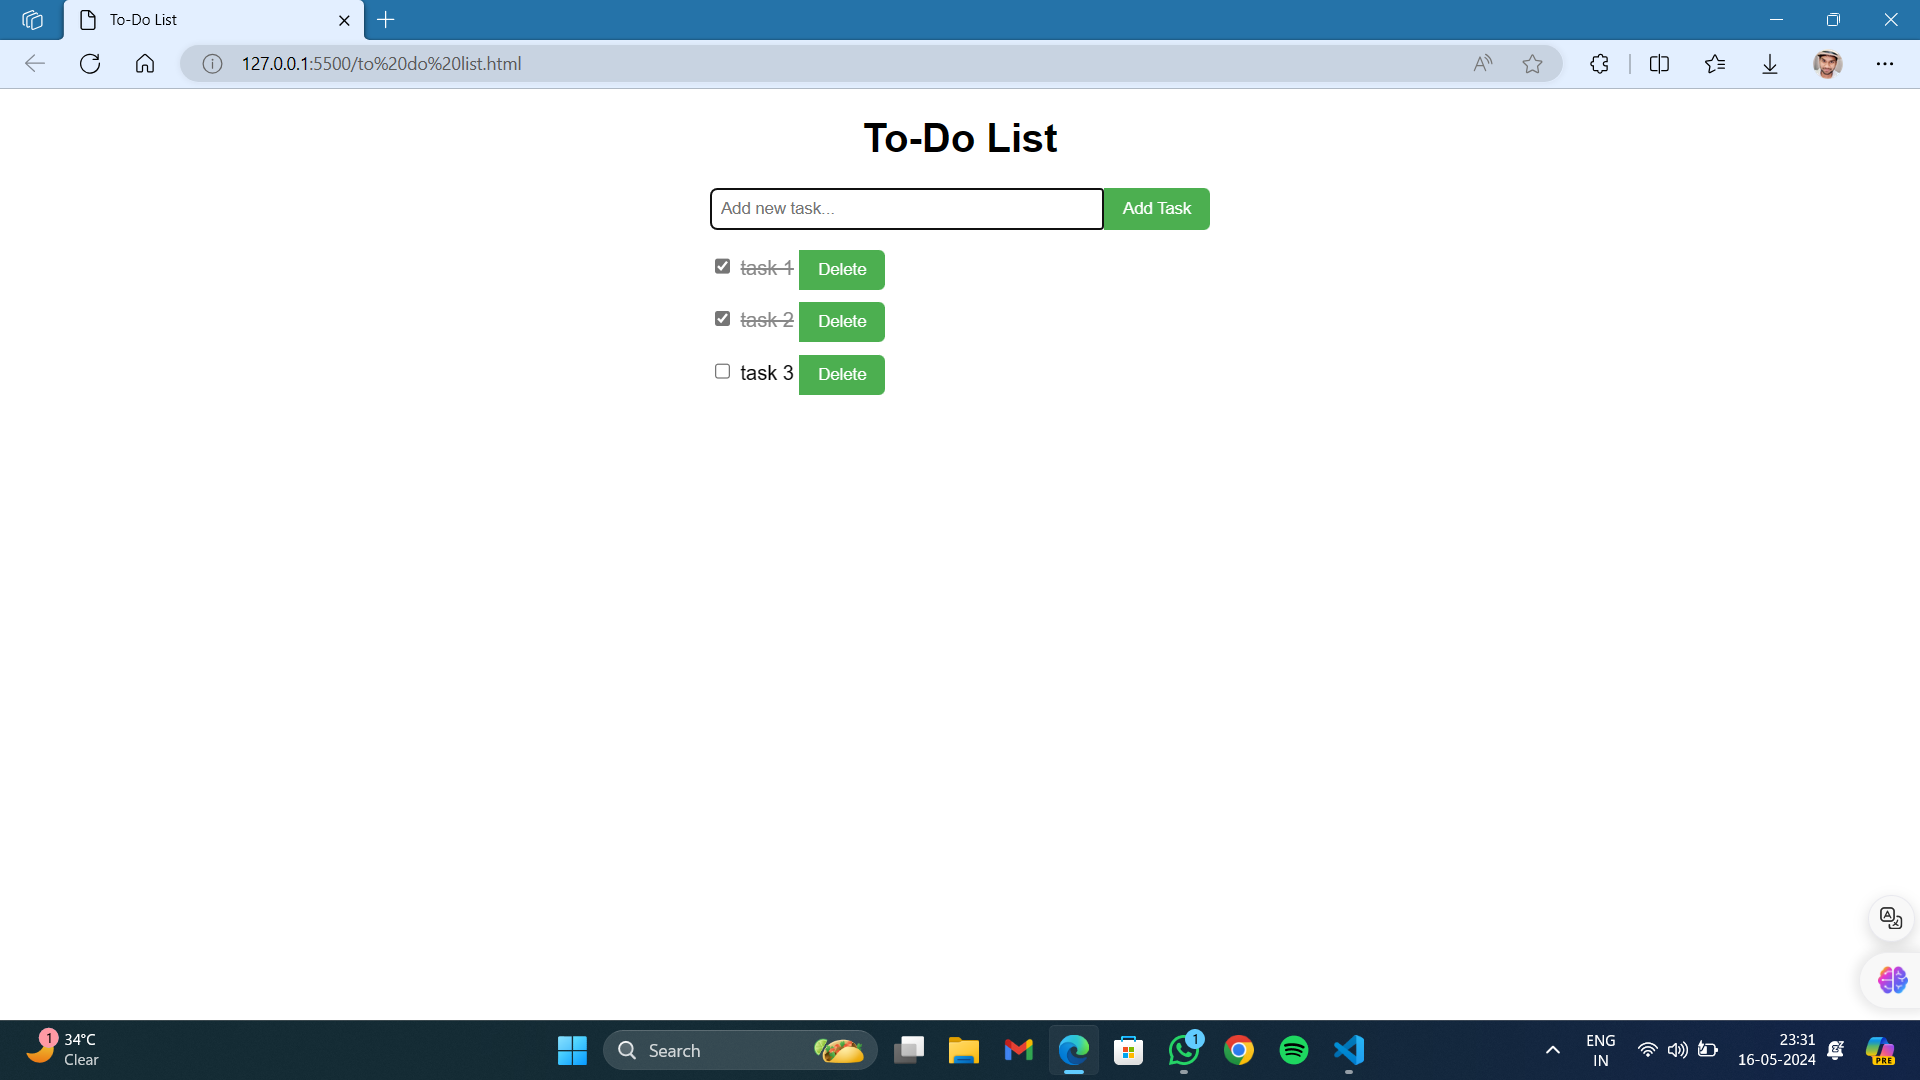 To-Do List
127.0.0.1:5500/to%20do%20list.html
To-Do List
Add new task...
Add Task
task 1 Delete
task 2 Delete
task 3 Delete
1
34°C
Clear
Search
1
ENG
IN
23:31
16-05-2024
PRE